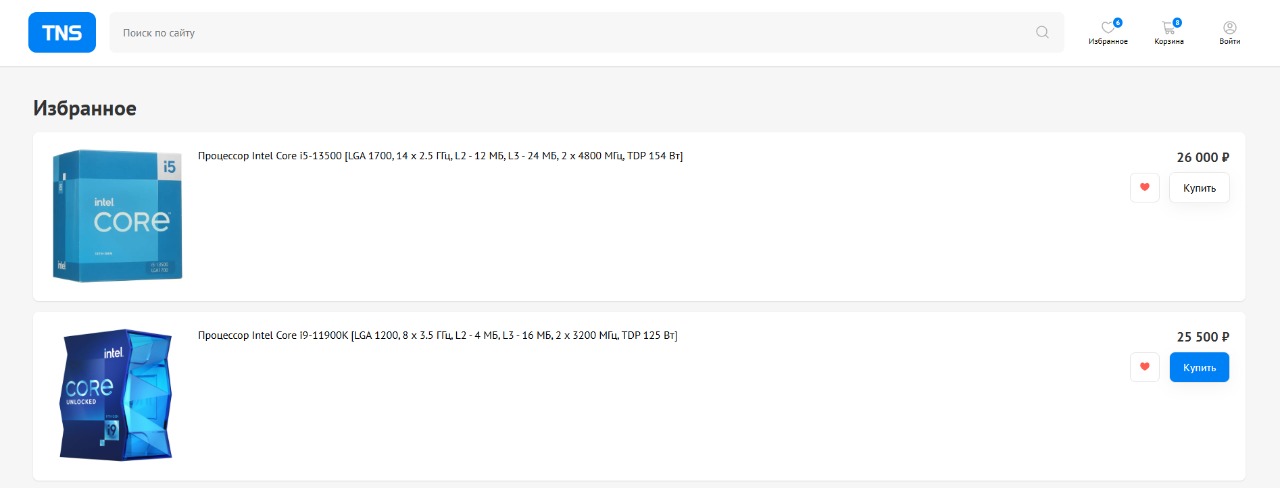 TNS
Поиск по сайту
6
Избранное
8
Корзина
Войти
Избранное
i5
intel
CORE
intel
Процессор Intel Core i5-13500 [LGA 1700, 14 x 2.5 ГГц, L2 - 12 МБ, L3 - 24 МБ, 2 x 4800 МГц, TDP 154 Вт]
26 000 ₽
Купить
intel
CORE
UNLOCKED
i9
Процессор Intel Core i9-11900K [LGA 1200, 8 x 3.5 ГГц, L2 - 4 МБ, L3 - 16 МБ, 2 x 3200 МГц, TDP 125 Вт]
25 500 ₽
Купить